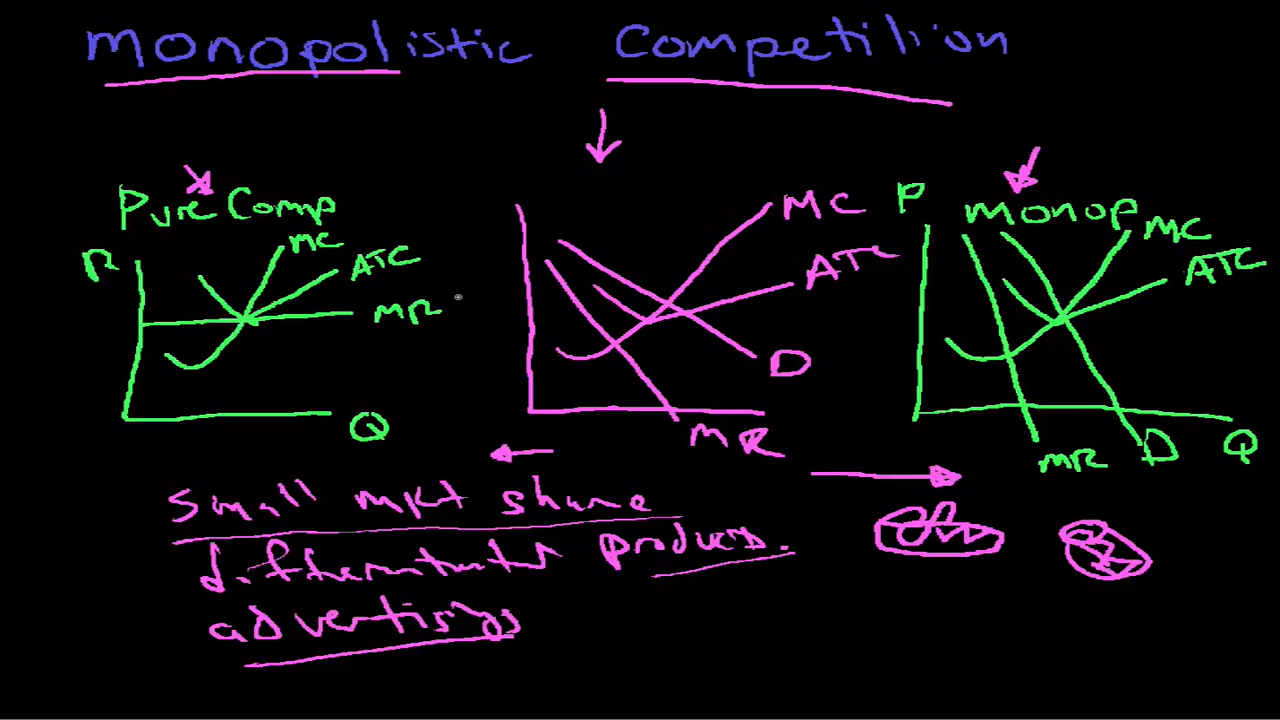 Monopolistic Competition
Pure Comp
P
MC
ATC
MR
Q
MC
ATC
D
MR
P
Monop
MC
ATC
MR
D
Q
Small mkt share
differentiated products.
advertising